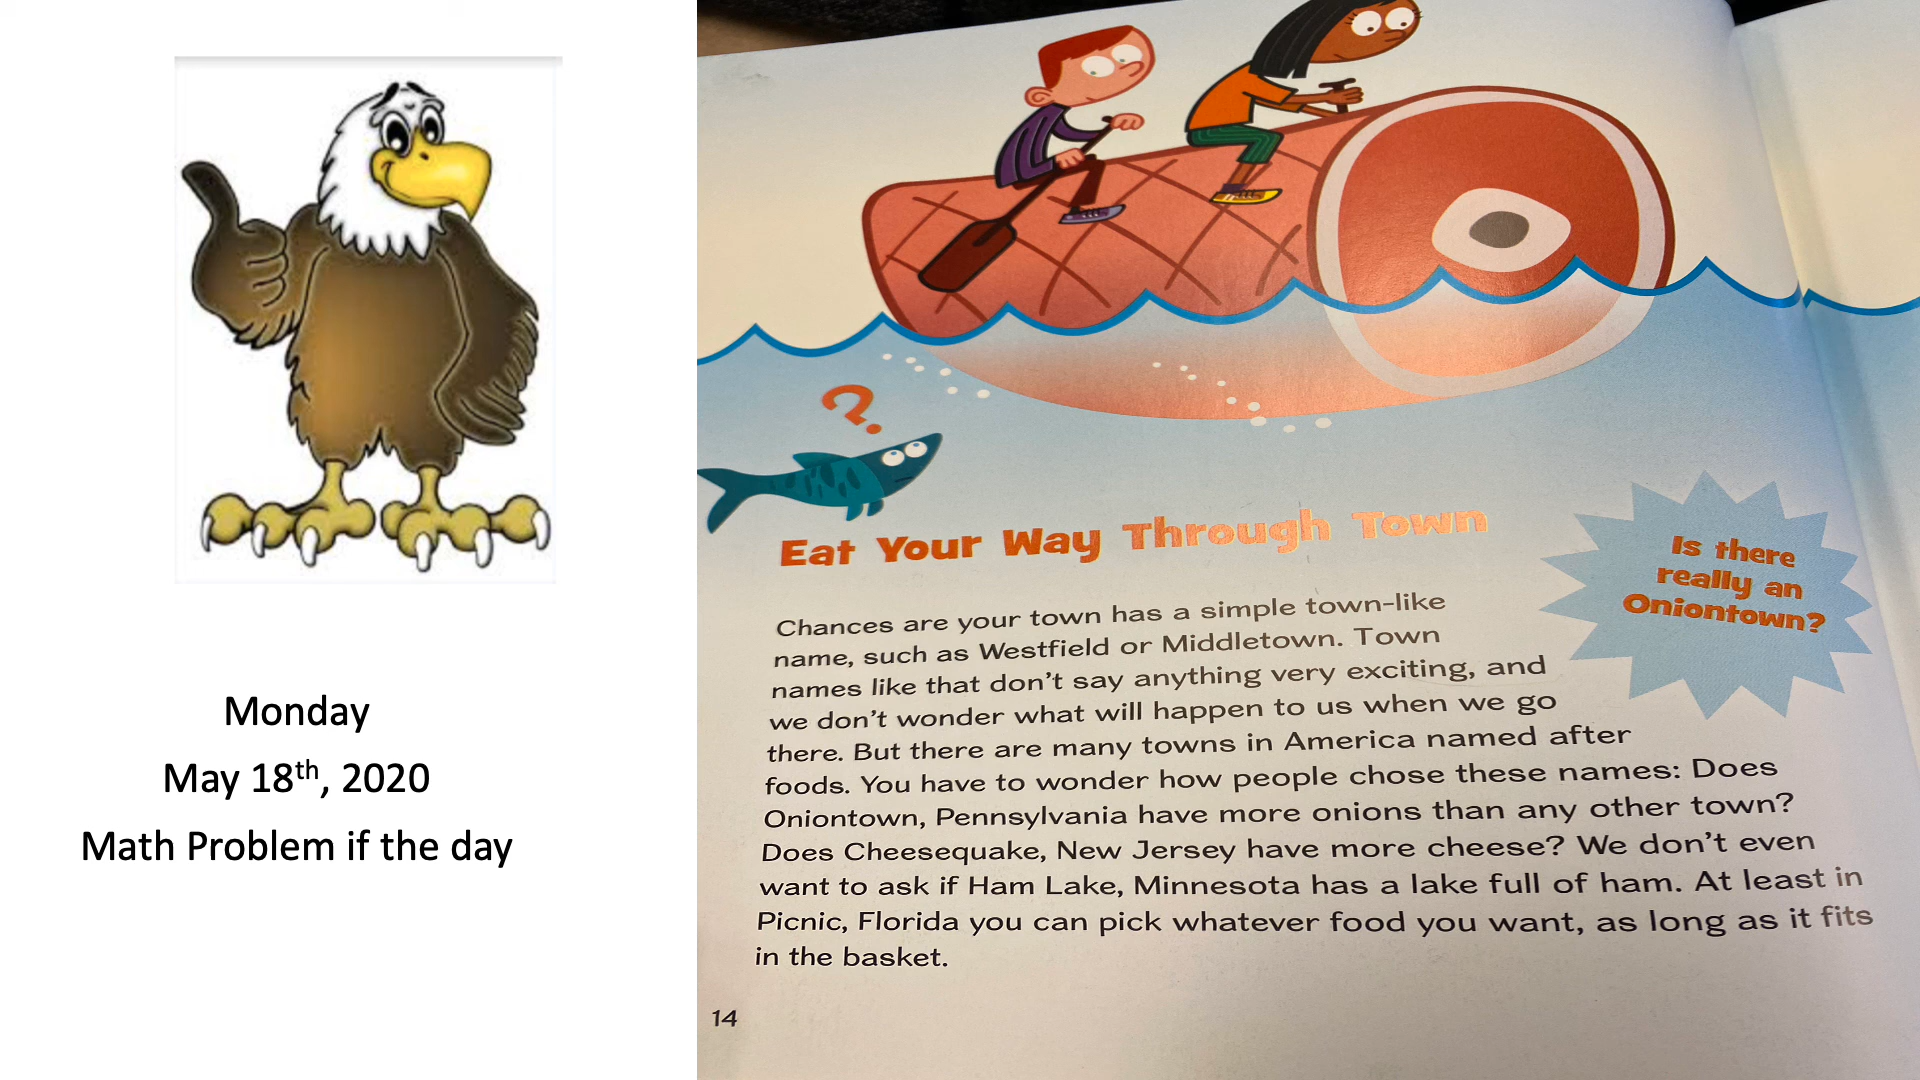 Monday
May 18th, 2020
Math Problem if the day
?
Eat Your Way Through Town
Is there
really an
Oniontown?
Chances are your town has a simple town-like
name, such as Westfield or Middletown. Town
names like that don't say anything very exciting, and
we don't wonder what will happen to us when we go
there. But there are many towns in America named after
foods. You have to wonder how people chose these names: Does
Oniontown, Pennsylvania have more onions than any other town?
Does Cheesequake, New Jersey have more cheese? We don't even
want to ask if Ham Lake, Minnesota has a lake full of ham. At least in
Picnic, Florida you can pick whatever food you want, as long as it fits
in the basket.
14